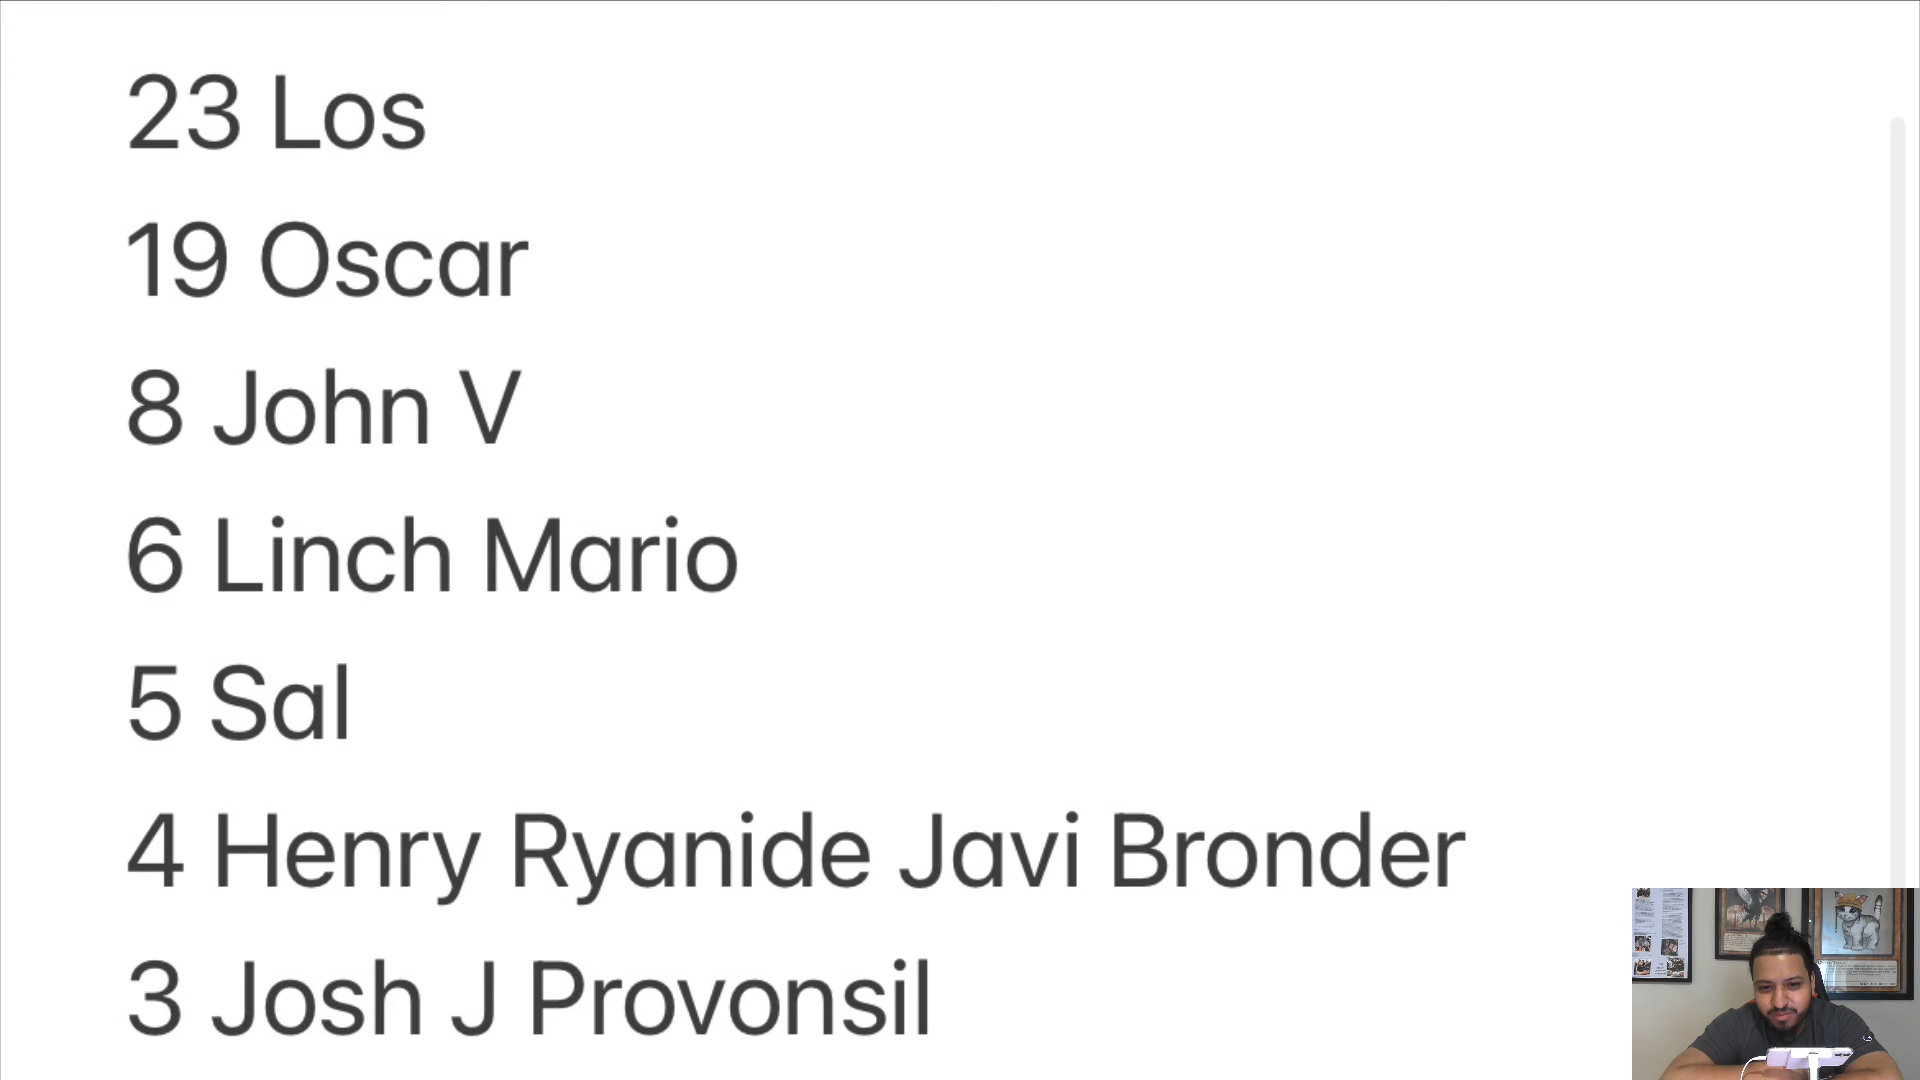 23 Los
19 Oscar
8 John V
6 Linch Mario
5 Sal
4 Henry Ryanide Javi Bronder
3 Josh J Provonsil